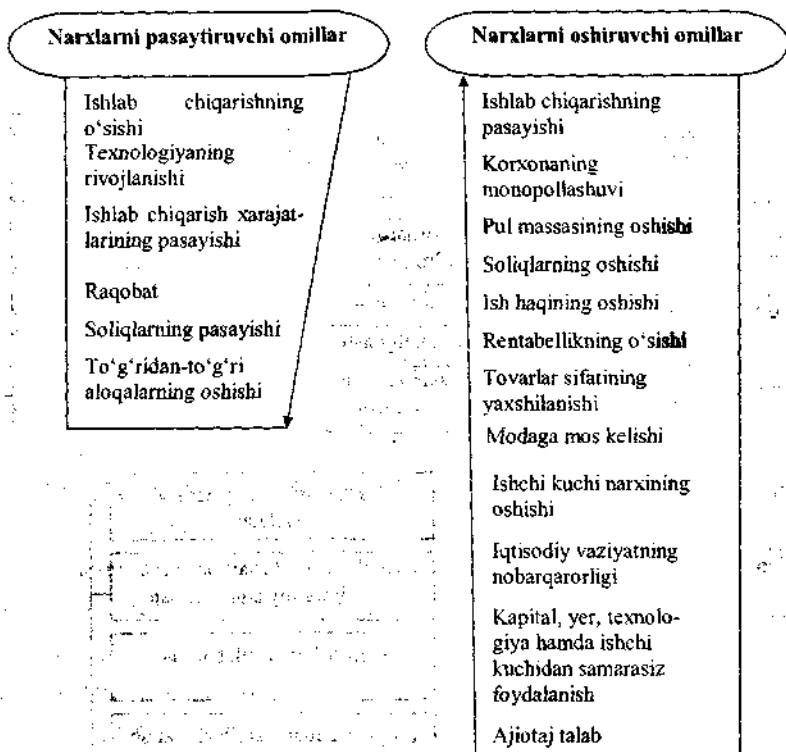 Narxlarni pasaytiruvchi omillar
Ishlab chiqarishning
o‘sishi
Texnologiyaning
rivojlanishi
Ishlab chiqarish xarajat-
larining pasayishi
Raqobat
Soliqlarning pasayishi
To‘g‘ridan-to‘g‘ri
aloqalarning oshishi
Narxlarni oshiruvchi omillar
Ishlab chiqarishning
pasayishi
Korxonaning
monopollashuvi
Pul massasining oshishi
Soliqlarning oshishi
Ish haqining oshishi
Rentabellikning o‘sishi
Tovarlar sifatining
yaxshilanishi
Modaga mos kelishi
Ishchi kuchi narxining
oshishi
Iqtisodiy vaziyatning
nobarqarorligi
Kapital, yer, texnolo-
giya hamda ishchi
kuchidan samarasiz
foydalanish
Ajiotaj talab